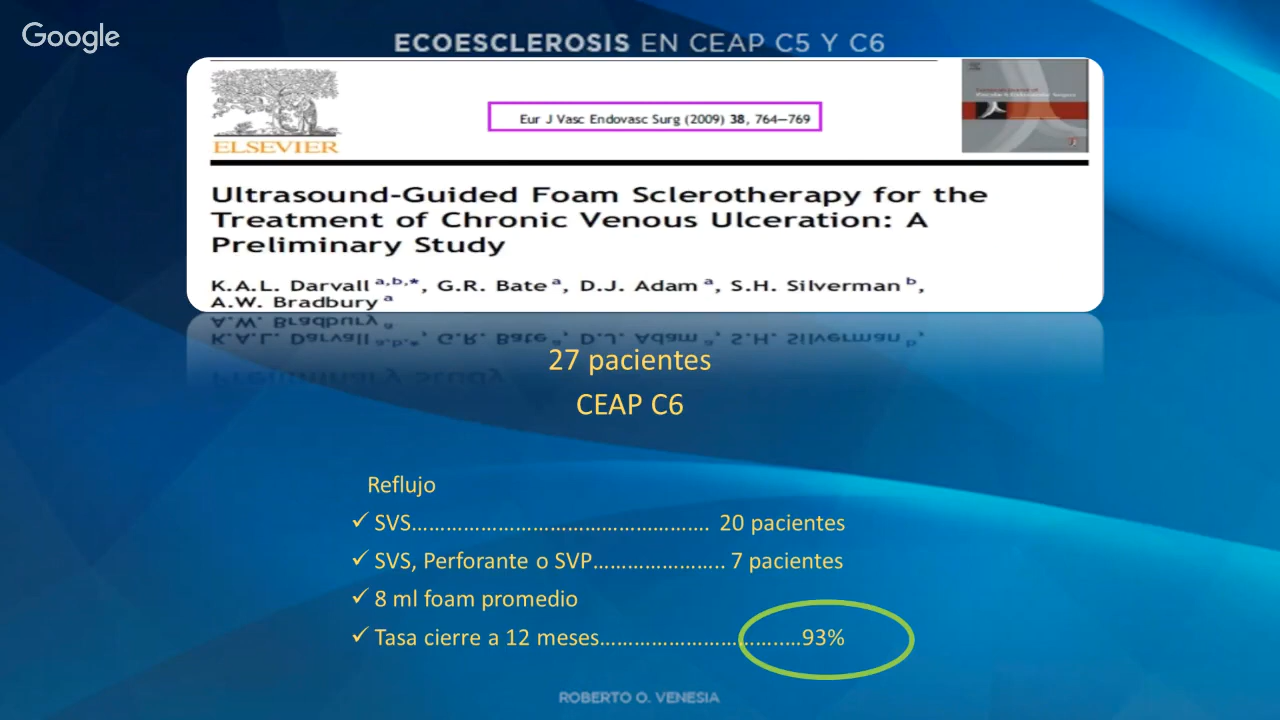 Google
ECOESCLEROSIS EN CEAP C5 Y C6
ELSEVIER
Eur J Vasc Endovasc Surg (2009) 38, 764–769
Ultrasound-Guided Foam Sclerotherapy for the
Treatment of Chronic Venous Ulceration: A
Preliminary Study
K.A.L. Darvall a,b,*, G.R. Bate a, D.J. Adam a, S.H. Silverman b,
A.W. Bradbury a
27 pacientes
CEAP C6
Reflujo
✓ SVS…………………………………………… 20 pacientes
✓ SVS, Perforante o SVP………………….. 7 pacientes
✓ 8 ml foam promedio
✓ Tasa cierre a 12 meses…………………………..…93%
ROBERTO O. VENESIA